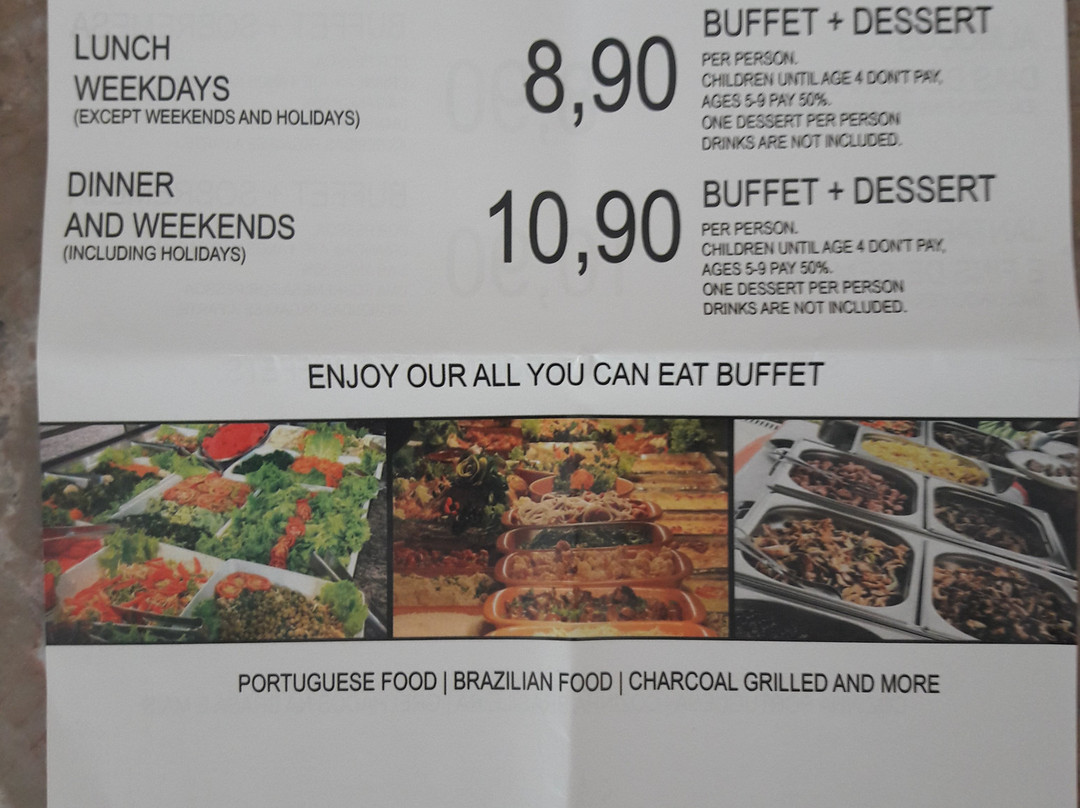 LUNCH
WEEKDAYS
(EXCEPT WEEKENDS AND HOLIDAYS)
8,90
BUFFET + DESSERT
PER PERSON.
CHILDREN UNTIL AGE 4 DON'T PAY,
AGES 5-9 PAY 50%.
ONE DESSERT PER PERSON
DRINKS ARE NOT INCLUDED.
DINNER
AND WEEKENDS
(INCLUDING HOLIDAYS)
10,90
BUFFET + DESSERT
PER PERSON.
CHILDREN UNTIL AGE 4 DON'T PAY,
AGES 5-9 PAY 50%.
ONE DESSERT PER PERSON
DRINKS ARE NOT INCLUDED.
ENJOY OUR ALL YOU CAN EAT BUFFET
PORTUGUESE FOOD | BRAZILIAN FOOD | CHARCOAL GRILLED AND MORE